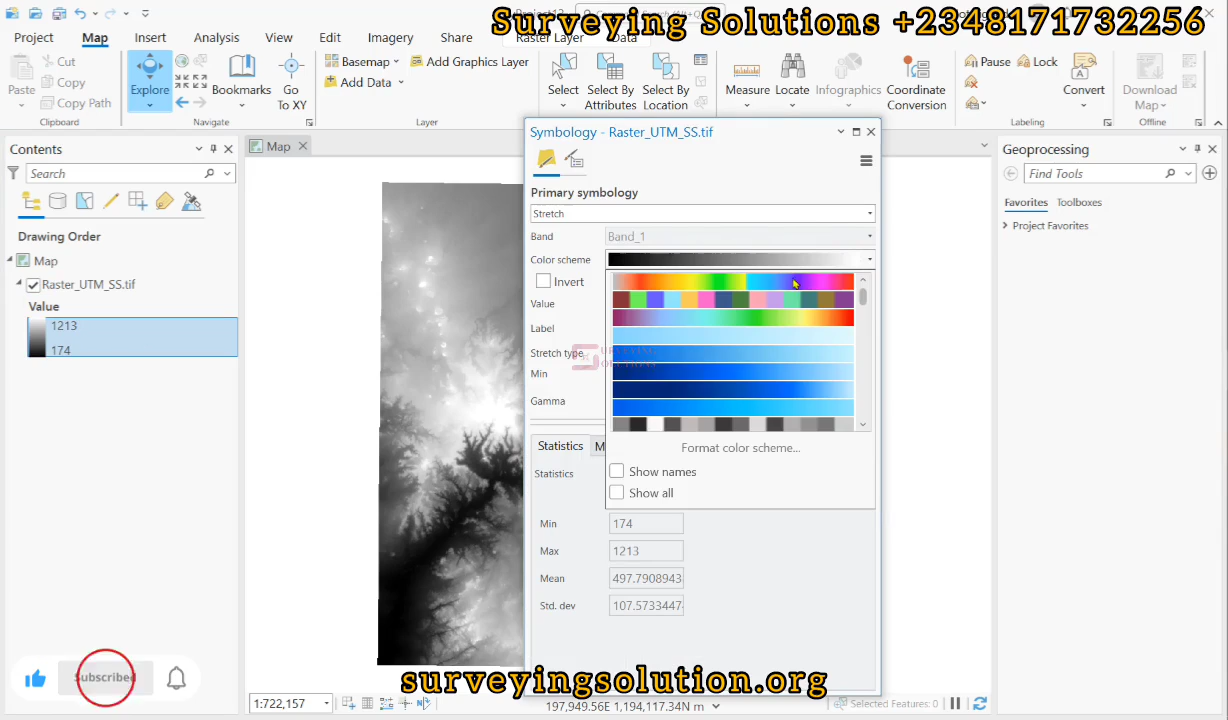 Surveying Solutions +2348171732256
Project Map Insert Analysis View Edit Imagery Share Raster Layer Data
Cut
Copy
Copy Path
Paste
Clipboard
Explore
Bookmarks
Go To XY
Navigate
Basemap
Add Data
Add Graphics Layer
Layer
Select
Select By Attributes
Select By Location
Measure
Locate
Infographics
Coordinate Conversion
Pause
Lock
Convert
Labeling
Download Map
Offline
Contents
Search
Drawing Order
Map
Raster_UTM_SS.tif
Value
1213
174
Map
Symbology - Raster_UTM_SS.tif
Primary symbology
Stretch
Band Band_1
Color scheme
Invert
Value
Label
Stretch type
Min
Gamma
SURVEYING
SOLUTIONS
Format color scheme...
Show names
Show all
Statistics M
Statistics
Min 174
Max 1213
Mean 497.7908943
Std. dev 107.5733447
Geoprocessing
Find Tools
Favorites Toolboxes
Project Favorites
Subscribed
surveyingsolution.org
1:722,157
197,949.56E 1,194,117.34N m
Selected Features: 0